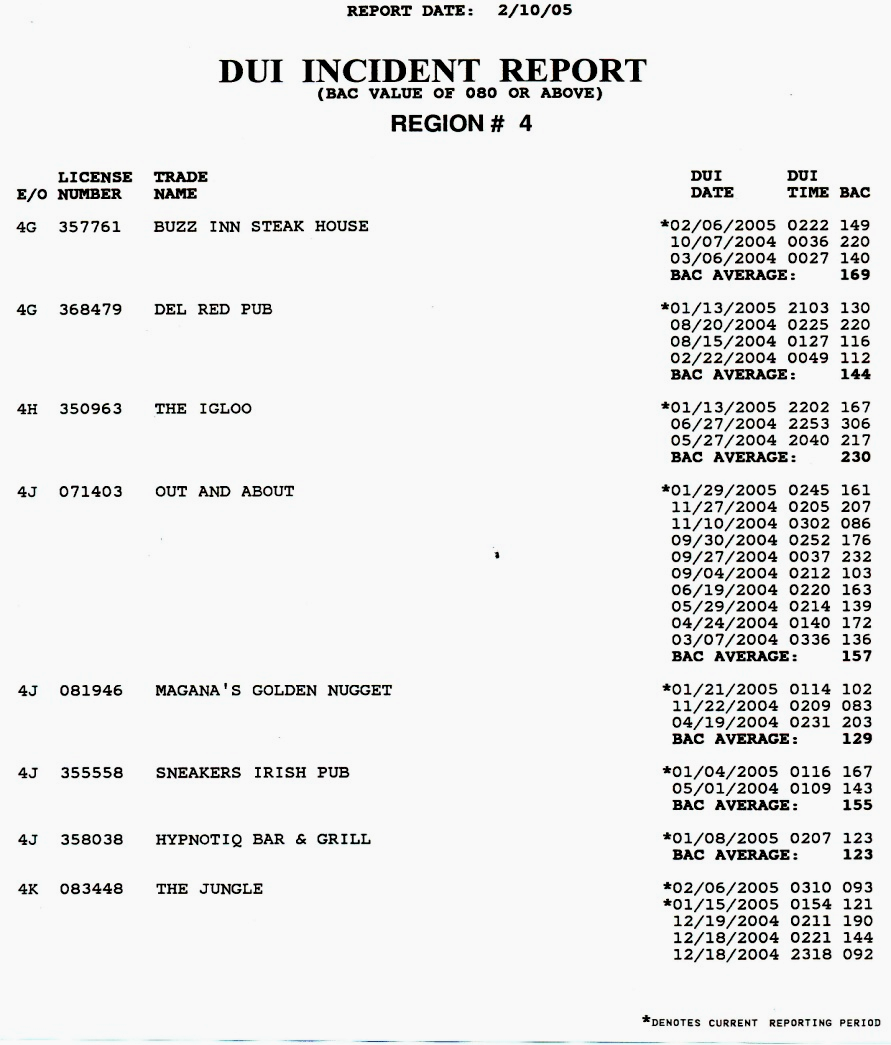 REPORT DATE: 2/10/05
DUI INCIDENT REPORT
(BAC VALUE OF 080 OR ABOVE)
REGION # 4
LICENSE TRADE DUI DUI
E/O NUMBER NAME DATE TIME BAC
4G 357761 BUZZ INN STEAK HOUSE *02/06/2005 0222 149
10/07/2004 0036 220
03/06/2004 0027 140
BAC AVERAGE: 169
4G 368479 DEL RED PUB *01/13/2005 2103 130
08/20/2004 0225 220
08/15/2004 0127 116
02/22/2004 0049 112
BAC AVERAGE: 144
4H 350963 THE IGLOO *01/13/2005 2202 167
06/27/2004 2253 306
05/27/2004 2040 217
BAC AVERAGE: 230
4J 071403 OUT AND ABOUT *01/29/2005 0245 161
11/27/2004 0205 207
11/10/2004 0302 086
09/30/2004 0252 176
09/27/2004 0037 232
09/04/2004 0212 103
06/19/2004 0220 163
05/29/2004 0214 139
04/24/2004 0140 172
03/07/2004 0336 136
BAC AVERAGE: 157
4J 081946 MAGANA'S GOLDEN NUGGET *01/21/2005 0114 102
11/22/2004 0209 083
04/19/2004 0231 203
BAC AVERAGE: 129
4J 355558 SNEAKERS IRISH PUB *01/04/2005 0116 167
05/01/2004 0109 143
BAC AVERAGE: 155
4J 358038 HYPNOTIQ BAR & GRILL *01/08/2005 0207 123
BAC AVERAGE: 123
4K 083448 THE JUNGLE *02/06/2005 0310 093
*01/15/2005 0154 121
12/19/2004 0211 190
12/18/2004 0221 144
12/18/2004 2318 092
*DENOTES CURRENT REPORTING PERIOD